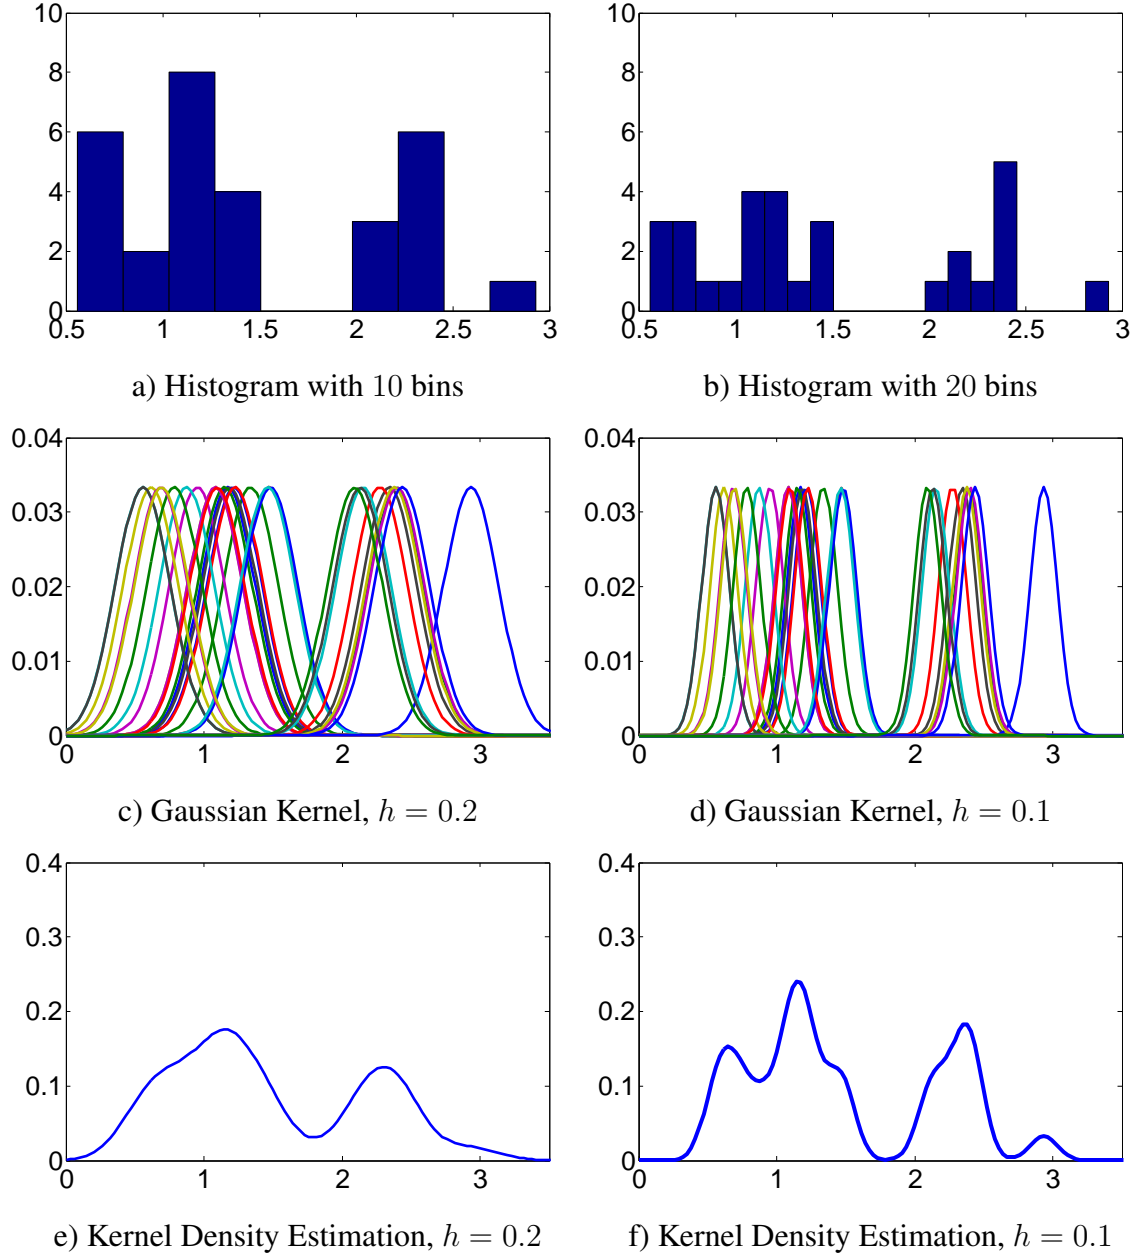 10
8
6
4
2
0
0.5 1 1.5 2 2.5 3
a) Histogram with 10 bins
10
8
6
4
2
0
0.5 1 1.5 2 2.5 3
b) Histogram with 20 bins
0.04
0.03
0.02
0.01
0
0 1 2 3
c) Gaussian Kernel, h = 0.2
0.04
0.03
0.02
0.01
0
0 1 2 3
d) Gaussian Kernel, h = 0.1
0.4
0.3
0.2
0.1
0
0 1 2 3
e) Kernel Density Estimation, h = 0.2
0.4
0.3
0.2
0.1
0
0 1 2 3
f) Kernel Density Estimation, h = 0.1